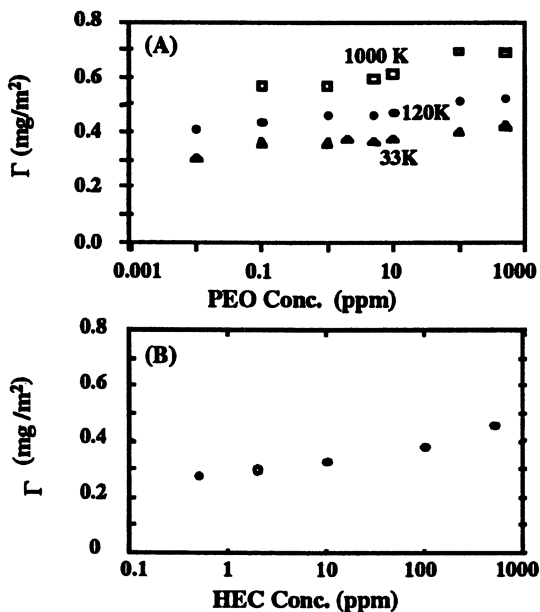 0.8
(A)
1000 K
0.6
120K
0.4
33K
0.2
0.0
Γ (mg/m²)
0.001
0.1
10
1000
PEO Conc. (ppm)
0.8
(B)
0.6
0.4
0.2
0
Γ (mg /m²)
0.1
1
10
100
1000
HEC Conc. (ppm)